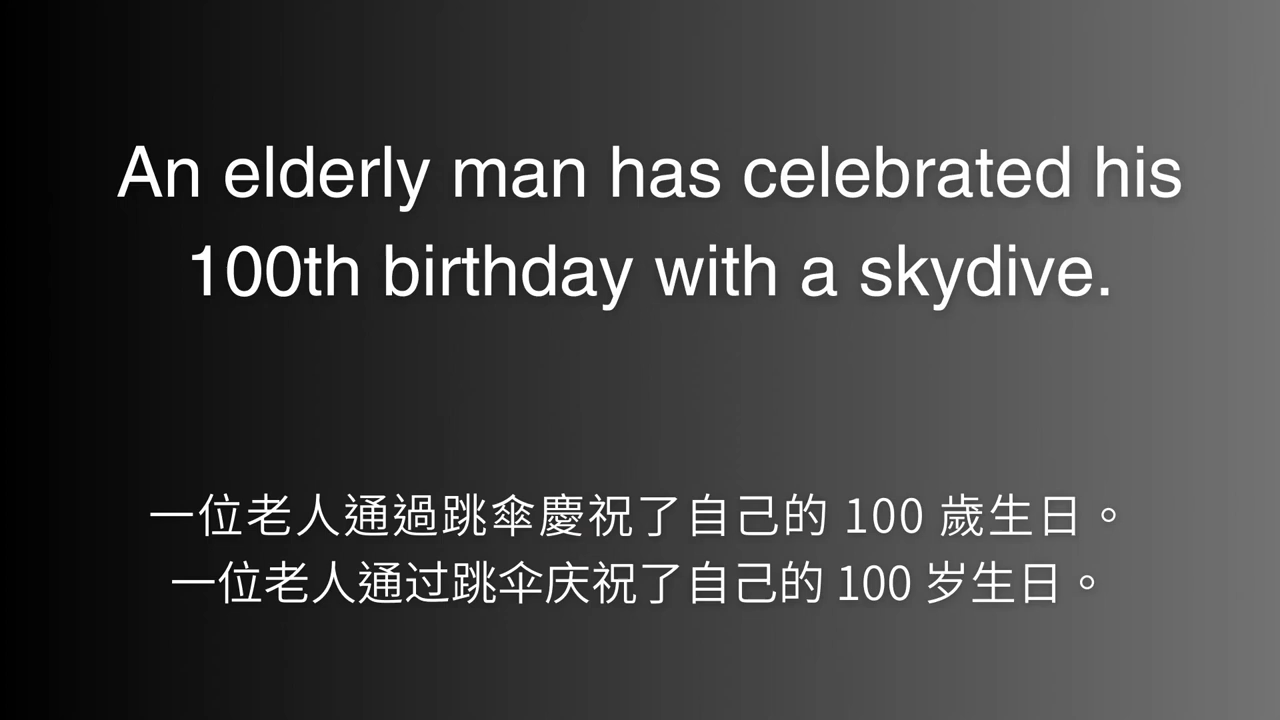 An elderly man has celebrated his
100th birthday with a skydive.
一位老人通過跳傘慶祝了自己的 100 歲生日。
一位老人通过跳伞庆祝了自己的 100 岁生日。